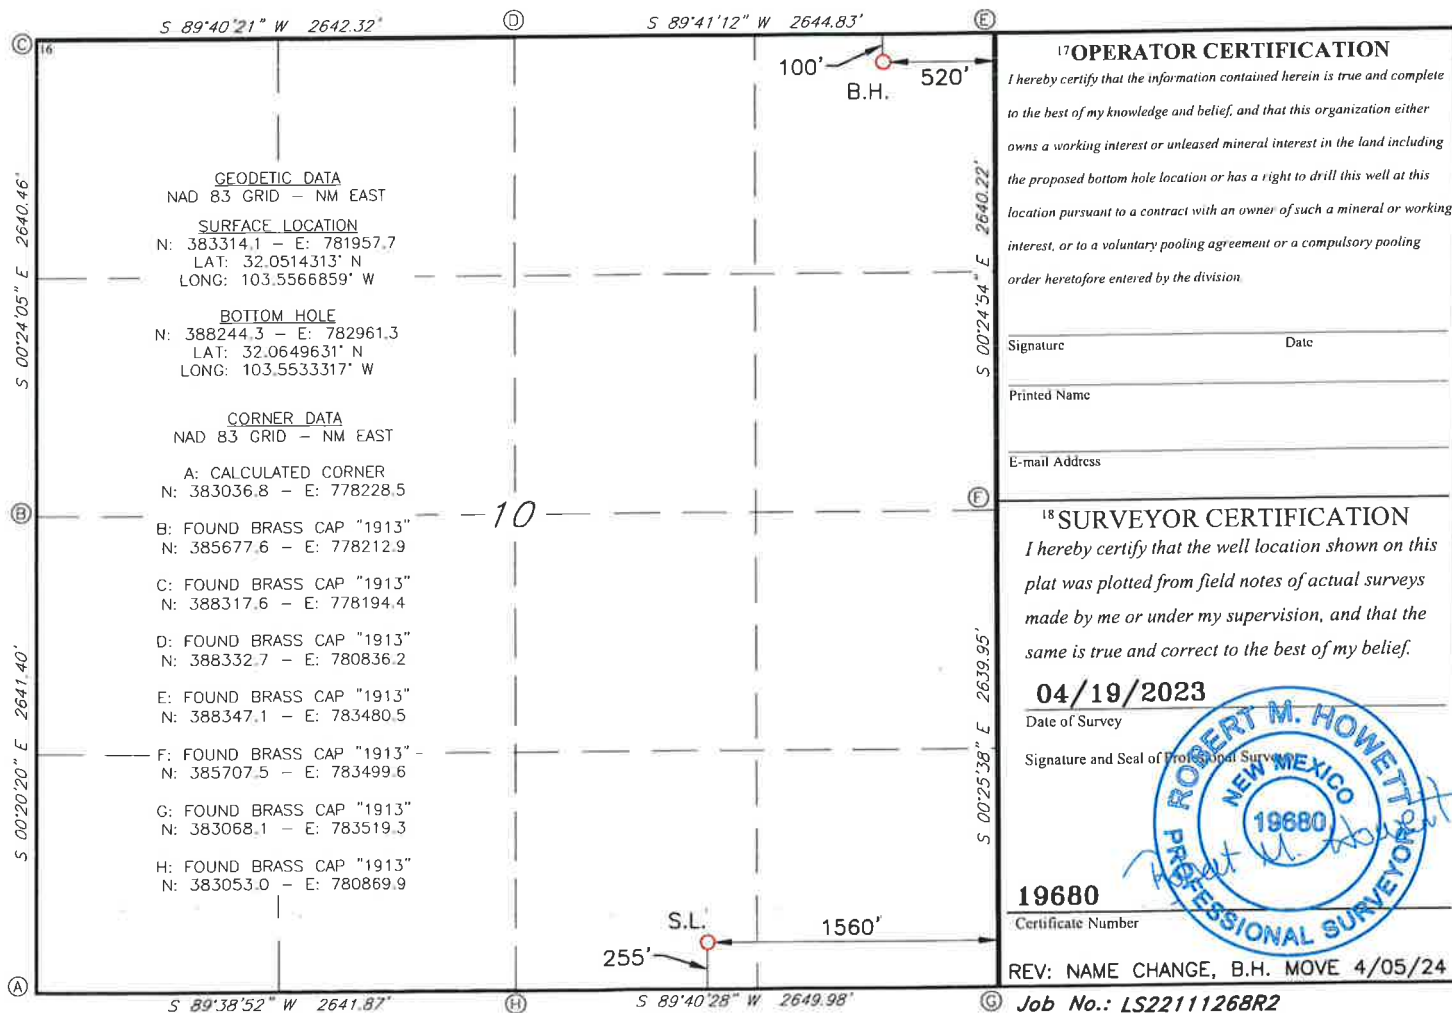 S 89°40'21" W 2642.32'
D
S 89°41'12" W 2644.83'
E
C
16
100'
520'
B.H.
S 00°24'05" E 2640.46'
GEODETIC DATA
NAD 83 GRID – NM EAST
SURFACE LOCATION
N: 383314.1 – E: 781957.7
LAT: 32.0514313° N
LONG: 103.5566859° W
BOTTOM HOLE
N: 388244.3 – E: 782961.3
LAT: 32.0649631° N
LONG: 103.5533317° W
CORNER DATA
NAD 83 GRID – NM EAST
A: CALCULATED CORNER
N: 383036.8 – E: 778228.5
B: FOUND BRASS CAP "1913"
N: 385677.6 – E: 778212.9
C: FOUND BRASS CAP "1913"
N: 388317.6 – E: 778194.4
D: FOUND BRASS CAP "1913"
N: 388332.7 – E: 780836.2
E: FOUND BRASS CAP "1913"
N: 388347.1 – E: 783480.5
F: FOUND BRASS CAP "1913"
N: 385707.5 – E: 783499.6
G: FOUND BRASS CAP "1913"
N: 383068.1 – E: 783519.3
H: FOUND BRASS CAP "1913"
N: 383053.0 – E: 780869.9
B
10
F
S 00°24'54" E 2640.22'
S 00°20'20" E 2641.40'
S 00°25'38" E 2639.95'
S.L.
1560'
255'
A
S 89°38'52" W 2641.87'
H
S 89°40'28" W 2649.98'
G
17 OPERATOR CERTIFICATION
I hereby certify that the information contained herein is true and complete
to the best of my knowledge and belief, and that this organization either
owns a working interest or unleased mineral interest in the land including
the proposed bottom hole location or has a right to drill this well at this
location pursuant to a contract with an owner of such a mineral or working
interest, or to a voluntary pooling agreement or a compulsory pooling
order heretofore entered by the division.
Signature Date
Printed Name
E-mail Address
18 SURVEYOR CERTIFICATION
I hereby certify that the well location shown on this
plat was plotted from field notes of actual surveys
made by me or under my supervision, and that the
same is true and correct to the best of my belief.
04/19/2023
Date of Survey
Signature and Seal of Professional Surveyor
ROBERT M. HOWETT
NEW MEXICO
19680
PROFESSIONAL SURVEYOR
Robert M. Howett
19680
Certificate Number
REV: NAME CHANGE, B.H. MOVE 4/05/24
Job No.: LS22111268R2